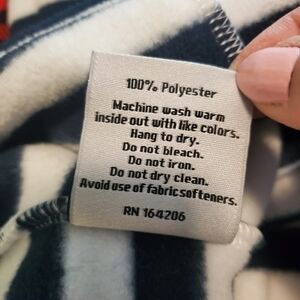 100% Polyester
Machine wash warm
inside out with like colors.
Hang to dry.
Do not bleach.
Do not iron.
Do not dry clean.
Avoid use of fabric softeners.
RN 164206